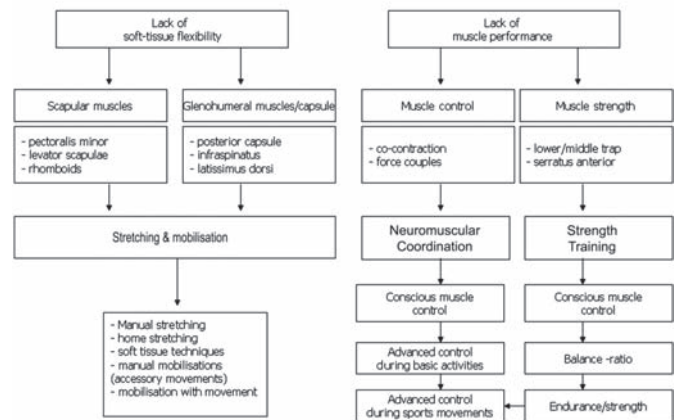 Lack of
soft-tissue flexibility
Scapular muscles
Glenohumeral muscles/capsule
- pectoralis minor
- levator scapulae
- rhomboids
- posterior capsule
- infraspinatus
- latissimus dorsi
Stretching & mobilisation
- Manual stretching
- home stretching
- soft tissue techniques
- manual mobilisations
(accessory movements)
- mobilisation with movement
Lack of
muscle performance
Muscle control
Muscle strength
- co-contraction
- force couples
- lower/middle trap
- serratus anterior
Neuromuscular
Coordination
Strength
Training
Conscious muscle
control
Conscious muscle
control
Advanced control
during basic activities
Balance -ratio
Advanced control
during sports movements
Endurance/strength